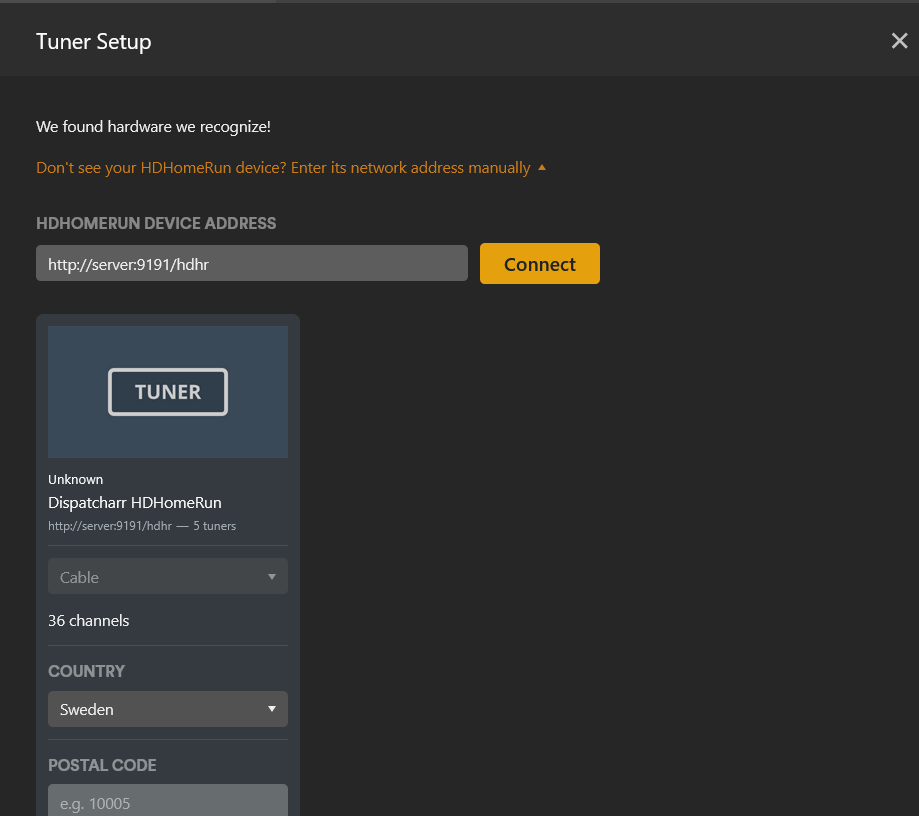 Tuner Setup
We found hardware we recognize!
Don't see your HDHomeRun device? Enter its network address manually
HDHOMERUN DEVICE ADDRESS
http://server:9191/hdhr
Connect
TUNER
Unknown
Dispatcharr HDHomeRun
http://server:9191/hdhr — 5 tuners
Cable
36 channels
COUNTRY
Sweden
POSTAL CODE
e.g. 10005